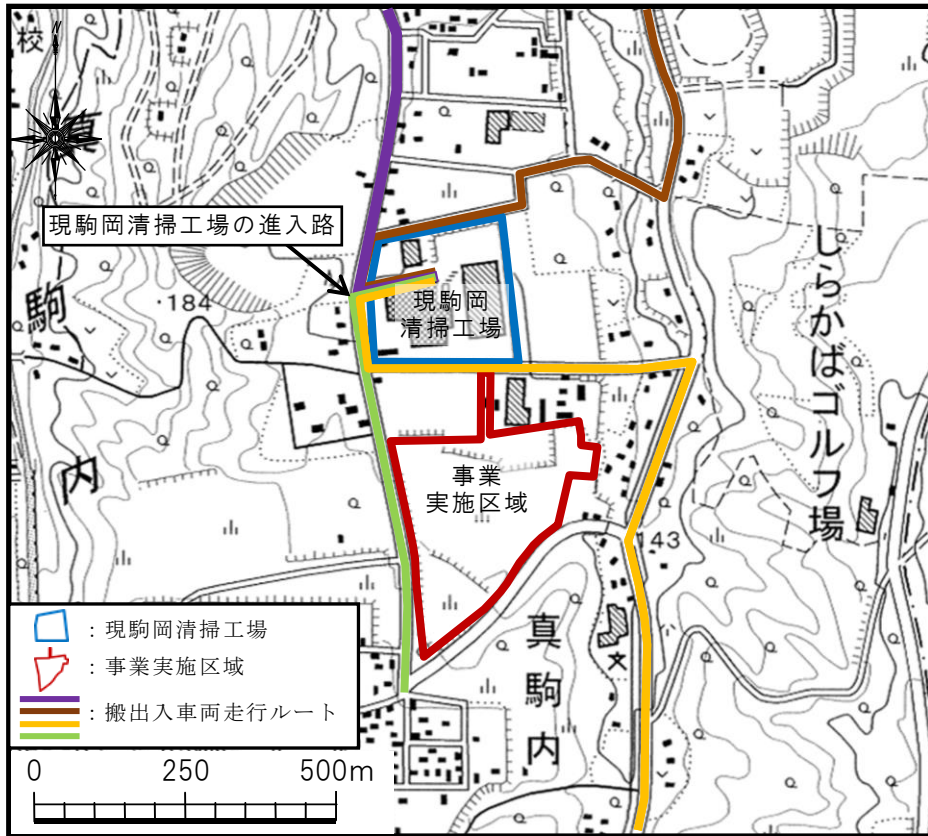 校
真
駒
内
現駒岡清掃工場の進入路
・184
現駒岡
清掃工場
しらかばゴルフ場
事業
実施区域
143
真
駒
内
：現駒岡清掃工場
：事業実施区域
：搬出入車両走行ルート
0 250 500m